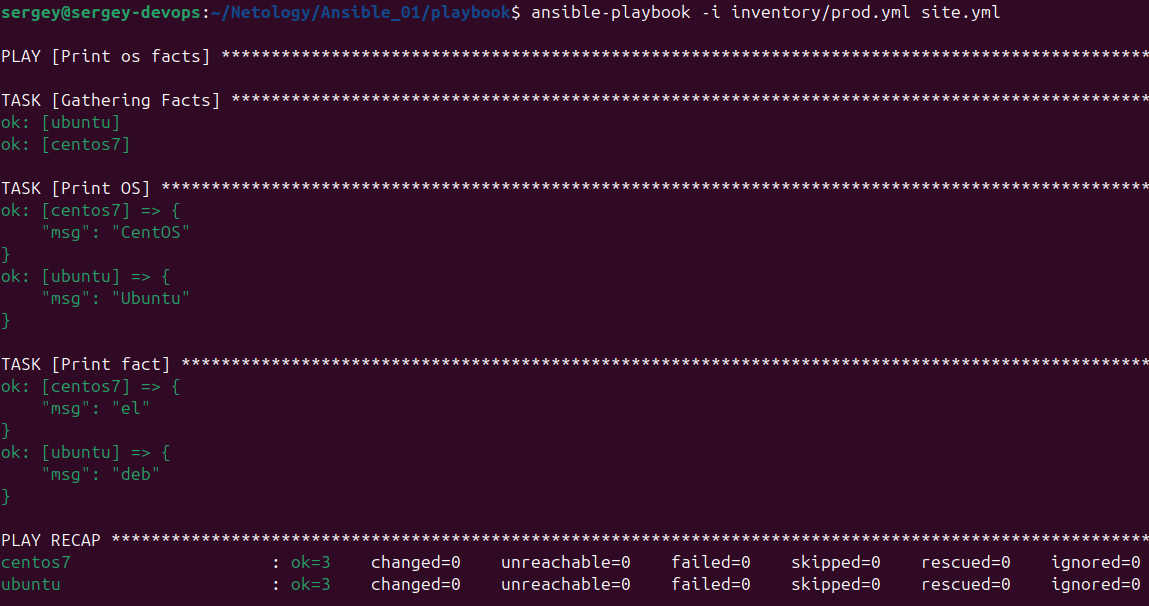 sergey@sergey-devops:~/Netology/Ansible_01/playbook$ ansible-playbook -i inventory/prod.yml site.yml
PLAY [Print os facts] *********************************************************************************************
TASK [Gathering Facts] ********************************************************************************************
ok: [ubuntu]
ok: [centos7]
TASK [Print OS] ***************************************************************************************************
ok: [centos7] => {
    "msg": "CentOS"
}
ok: [ubuntu] => {
    "msg": "Ubuntu"
}
TASK [Print fact] *************************************************************************************************
ok: [centos7] => {
    "msg": "el"
}
ok: [ubuntu] => {
    "msg": "deb"
}
PLAY RECAP ********************************************************************************************************
centos7                    : ok=3    changed=0    unreachable=0    failed=0    skipped=0    rescued=0    ignored=0
ubuntu                     : ok=3    changed=0    unreachable=0    failed=0    skipped=0    rescued=0    ignored=0